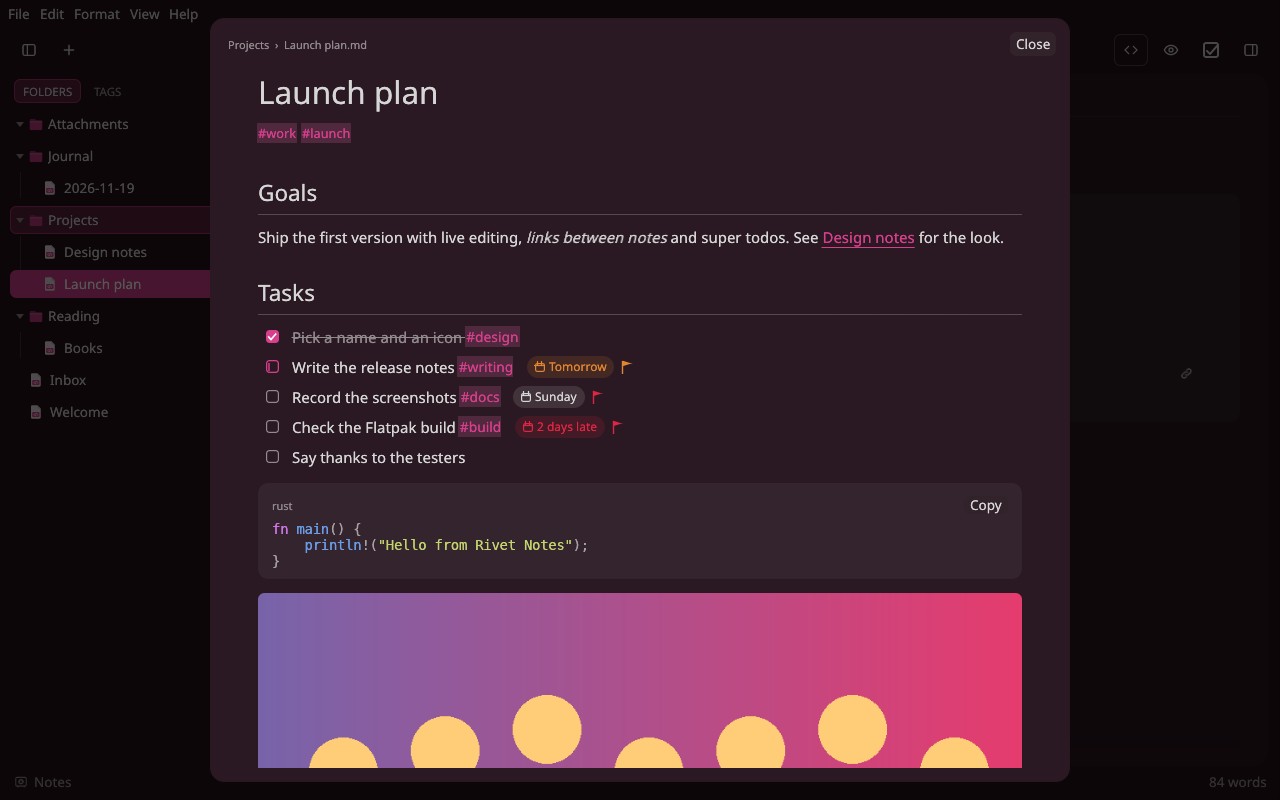 File Edit Format View Help
FOLDERS TAGS
Attachments
Journal
2026-11-19
Projects
Design notes
Launch plan
Reading
Books
Inbox
Welcome
Notes
Projects › Launch plan.md
Close
Launch plan
#work #launch
Goals
Ship the first version with live editing, links between notes and super todos. See Design notes for the look.
Tasks
Pick a name and an icon #design
Write the release notes #writing Tomorrow
Record the screenshots #docs Sunday
Check the Flatpak build #build 2 days late
Say thanks to the testers
rust
Copy
fn main() {
    println!("Hello from Rivet Notes");
}
84 words